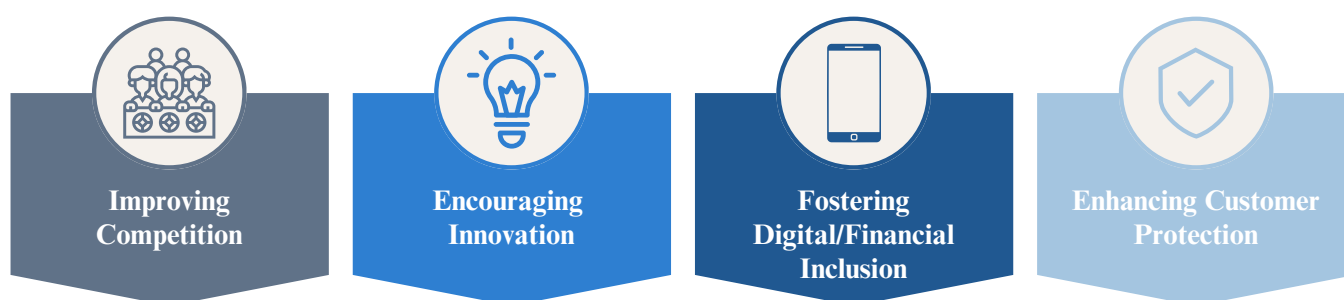 Improving
Competition
Encouraging
Innovation
Fostering
Digital/Financial
Inclusion
Enhancing Customer
Protection